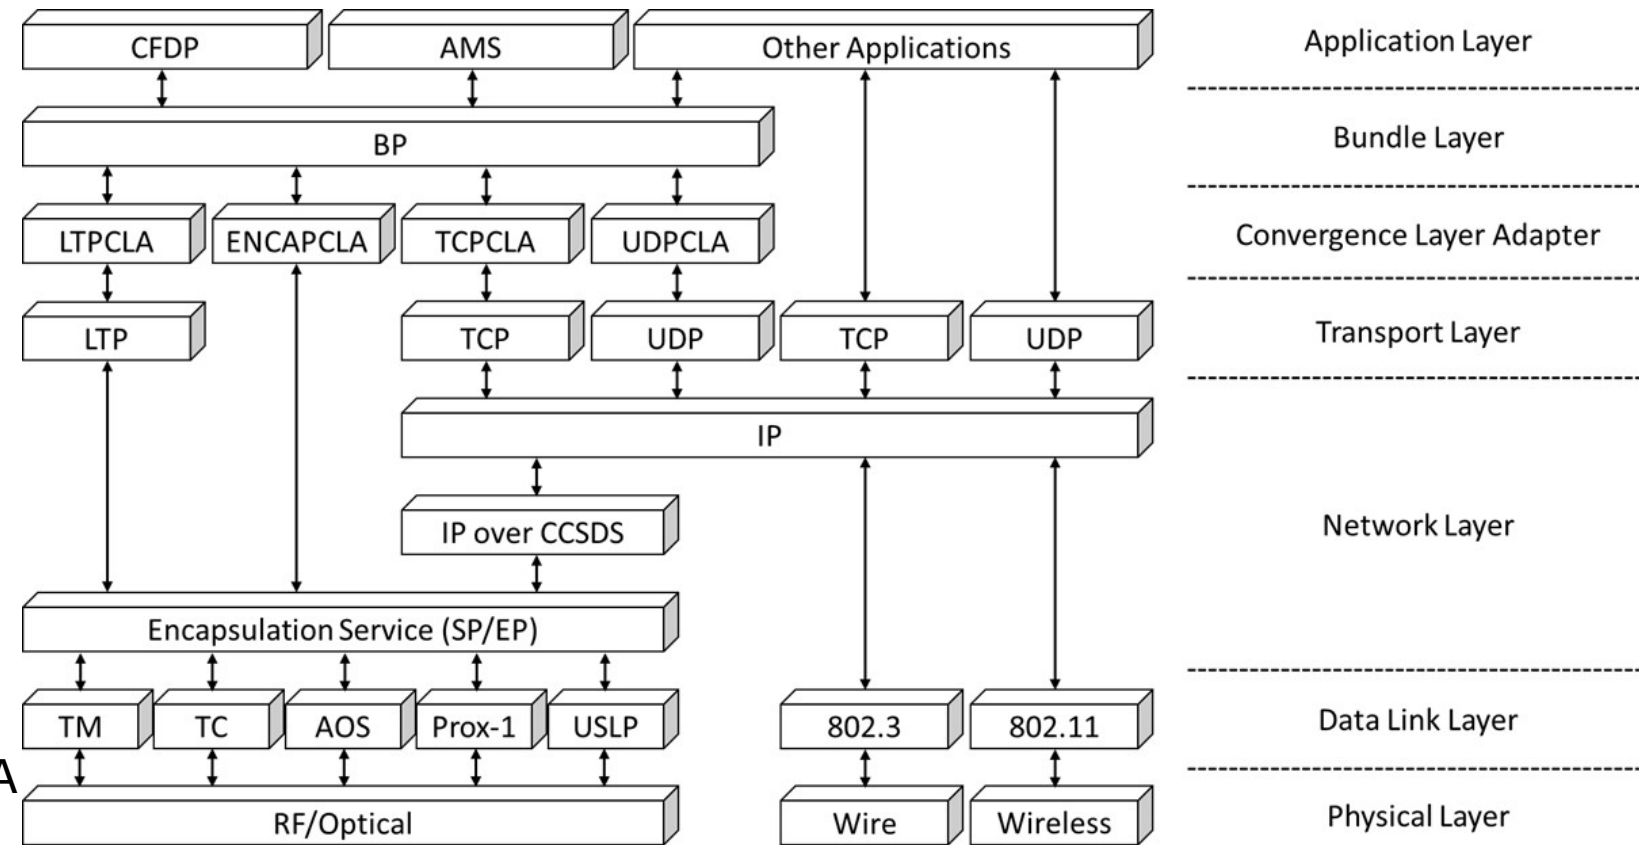 CFDP
AMS
Other Applications
Application Layer
BP
Bundle Layer
LTPCLA
ENCAPCLA
TCPCLA
UDPCLA
Convergence Layer Adapter
LTP
TCP
UDP
TCP
UDP
Transport Layer
IP
IP over CCSDS
Network Layer
Encapsulation Service (SP/EP)
TM
TC
AOS
Prox-1
USLP
802.3
802.11
Data Link Layer
A
RF/Optical
Wire
Wireless
Physical Layer